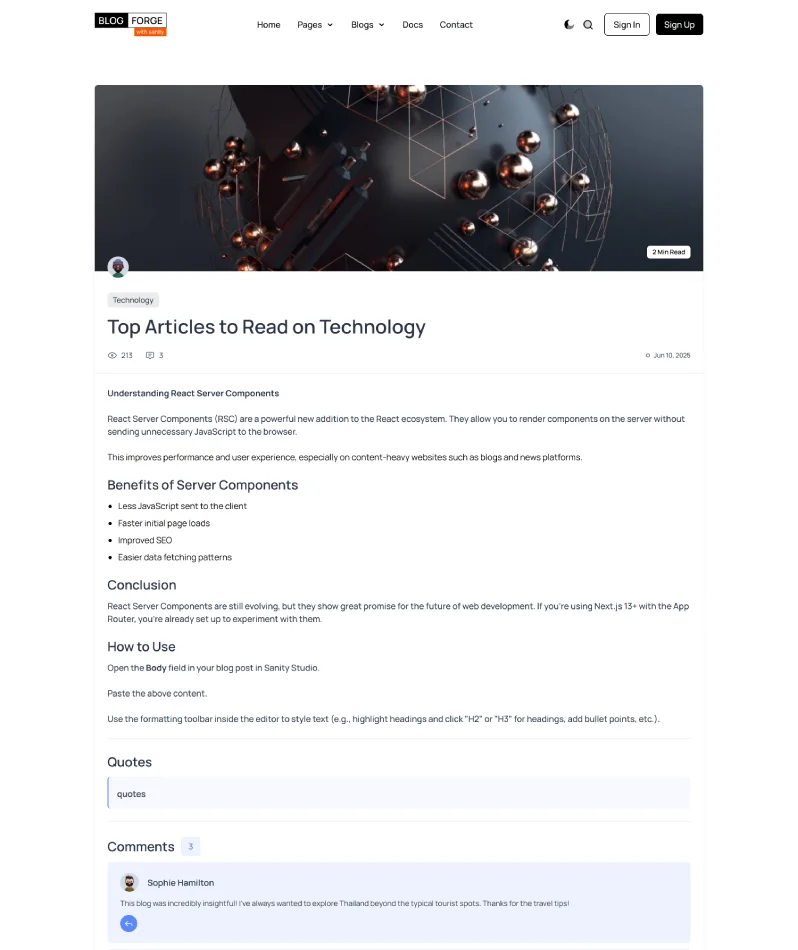 BLOG FORGE
with sanity
Home Pages Blogs Docs Contact Sign In Sign Up
2 Min Read
Technology
Top Articles to Read on Technology
213 3 Jun 10, 2025
Understanding React Server Components
React Server Components (RSC) are a powerful new addition to the React ecosystem. They allow you to render components on the server without
sending unnecessary JavaScript to the browser.
This improves performance and user experience, especially on content-heavy websites such as blogs and news platforms.
Benefits of Server Components
Less JavaScript sent to the client
Faster initial page loads
Improved SEO
Easier data fetching patterns
Conclusion
React Server Components are still evolving, but they show great promise for the future of web development. If you're using Next.js 13+ with the App
Router, you're already set up to experiment with them.
How to Use
Open the Body field in your blog post in Sanity Studio.
Paste the above content.
Use the formatting toolbar inside the editor to style text (e.g., highlight headings and click "H2" or "H3" for headings, add bullet points, etc.).
Quotes
quotes
Comments 3
Sophie Hamilton
This blog was incredibly insightful! I've always wanted to explore Thailand beyond the typical tourist spots. Thanks for the travel tips!